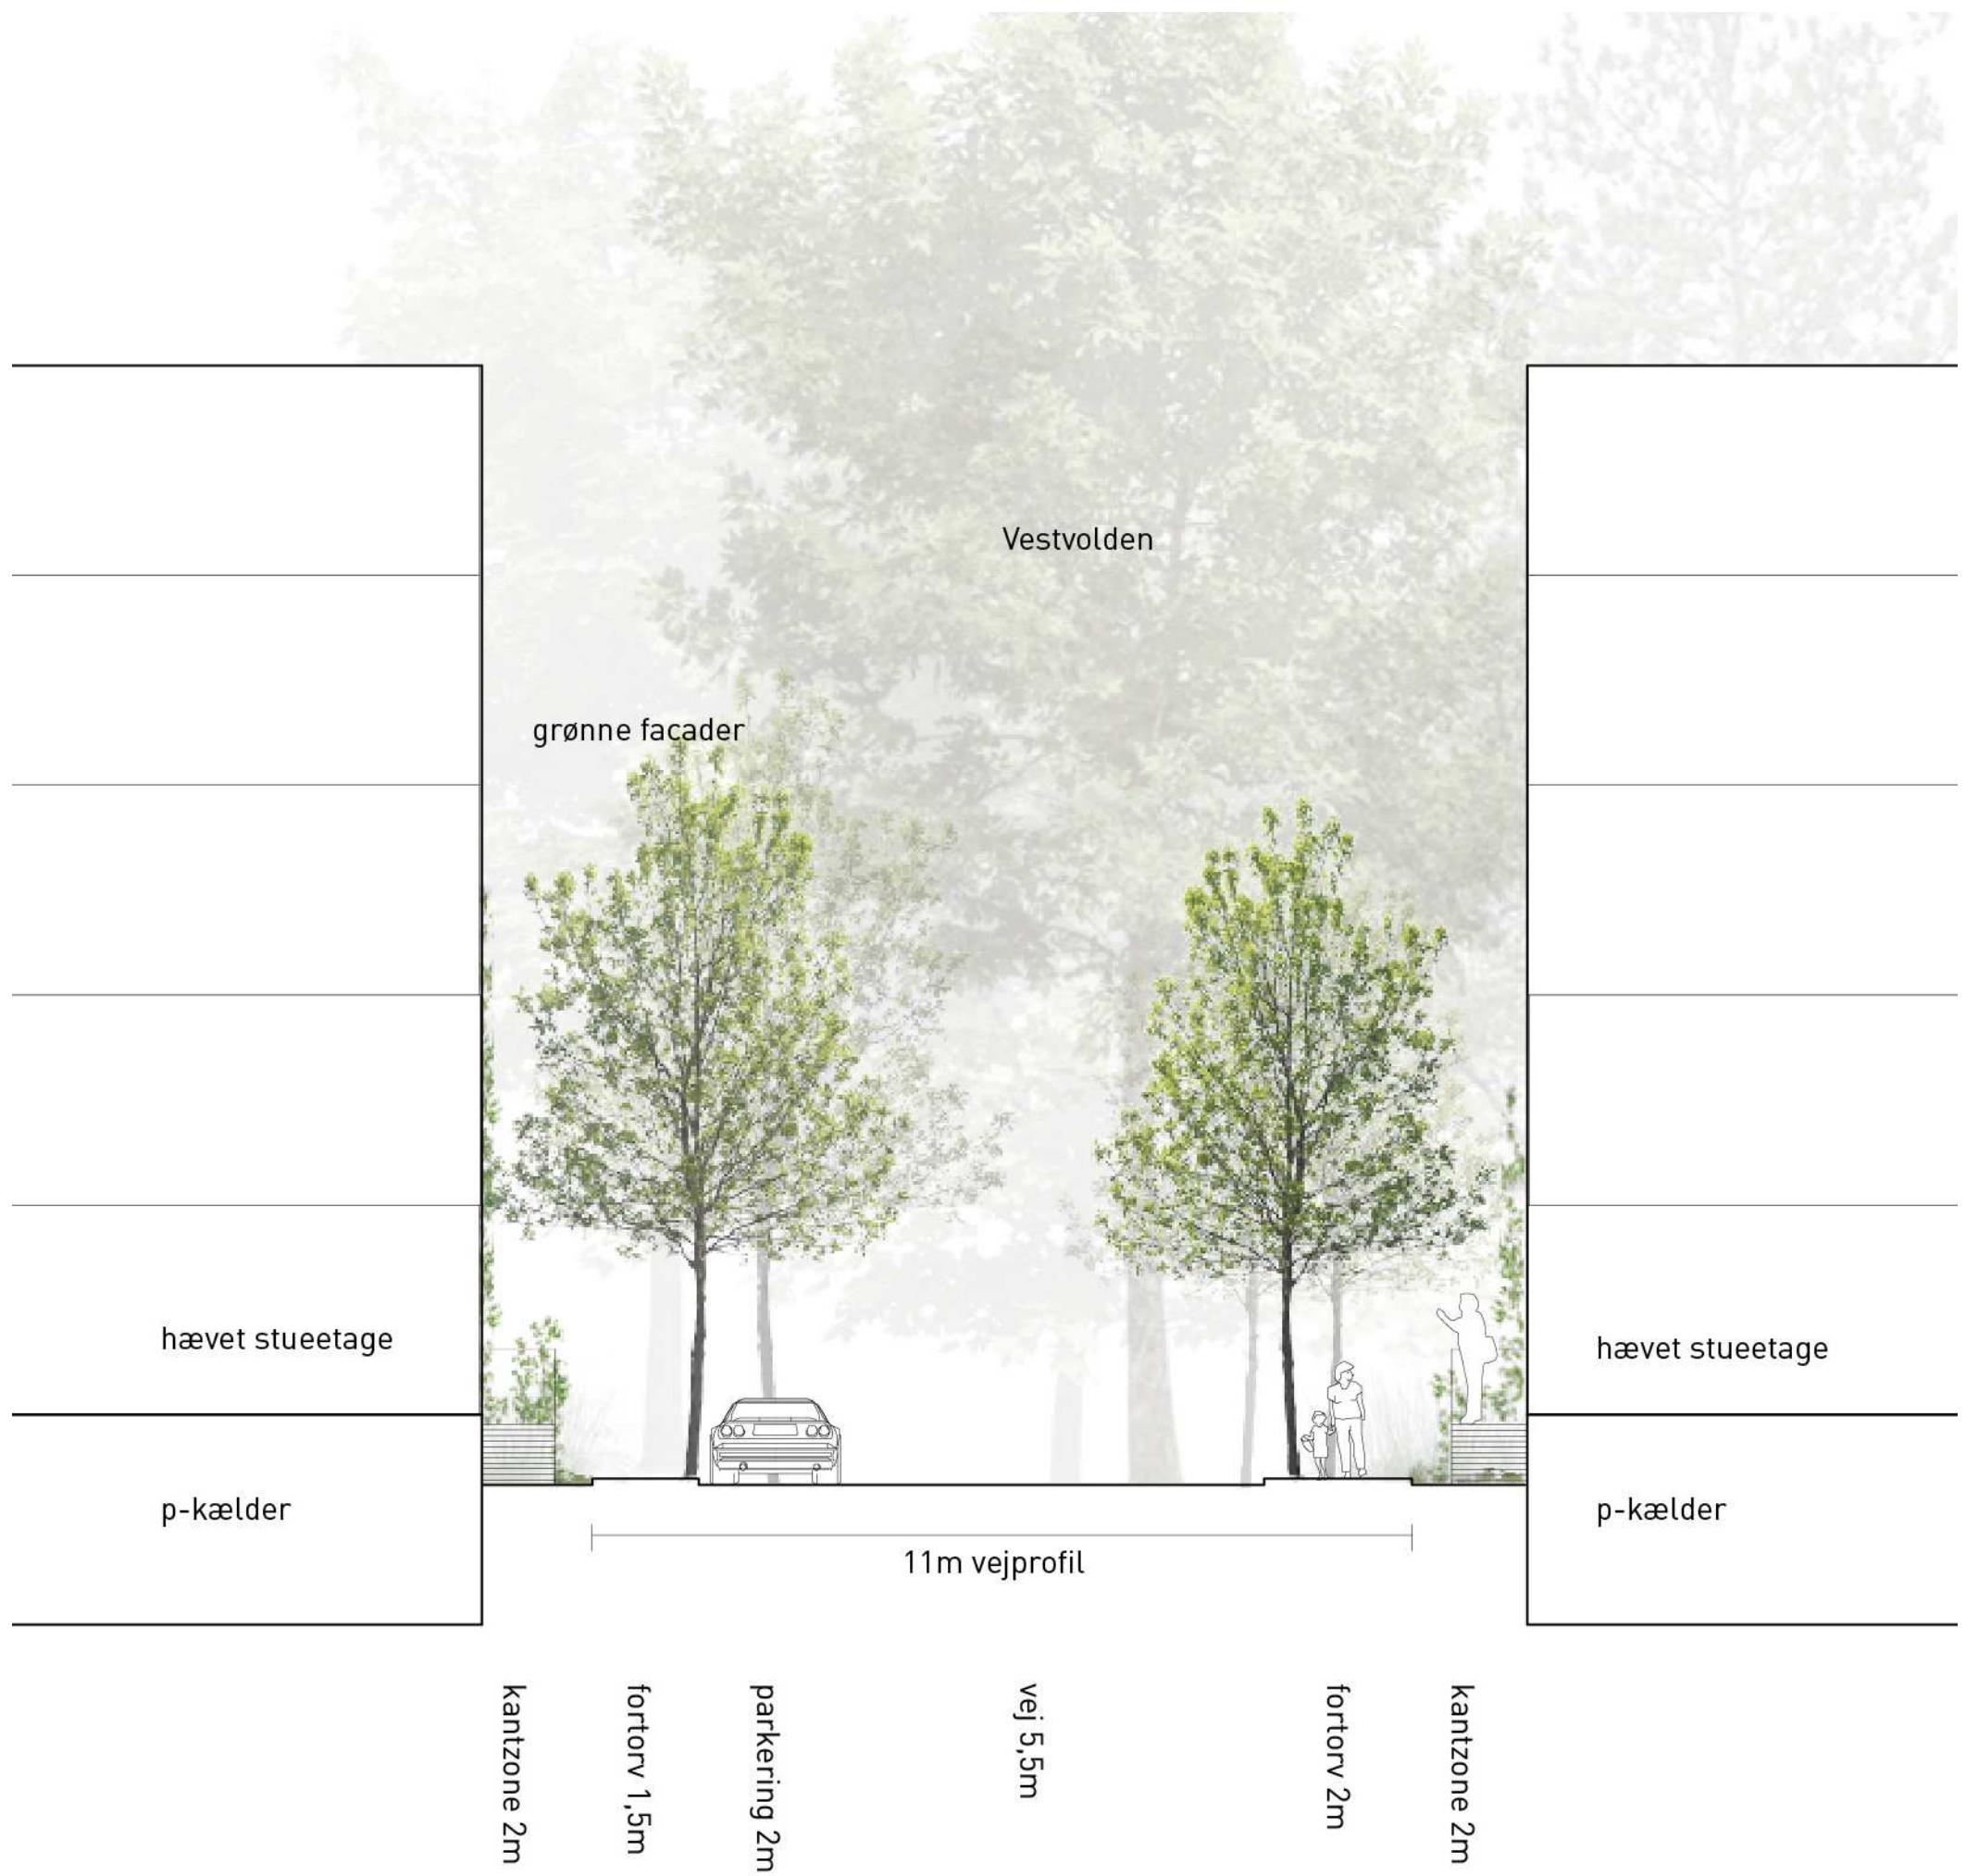 Vestvolden
grønne facader
hævet stueetage
hævet stueetage
p-kælder
p-kælder
11m vejprofil
kantzone 2m
fortorv 1,5m
parkering 2m
vej 5,5m
fortorv 2m
kantzone 2m